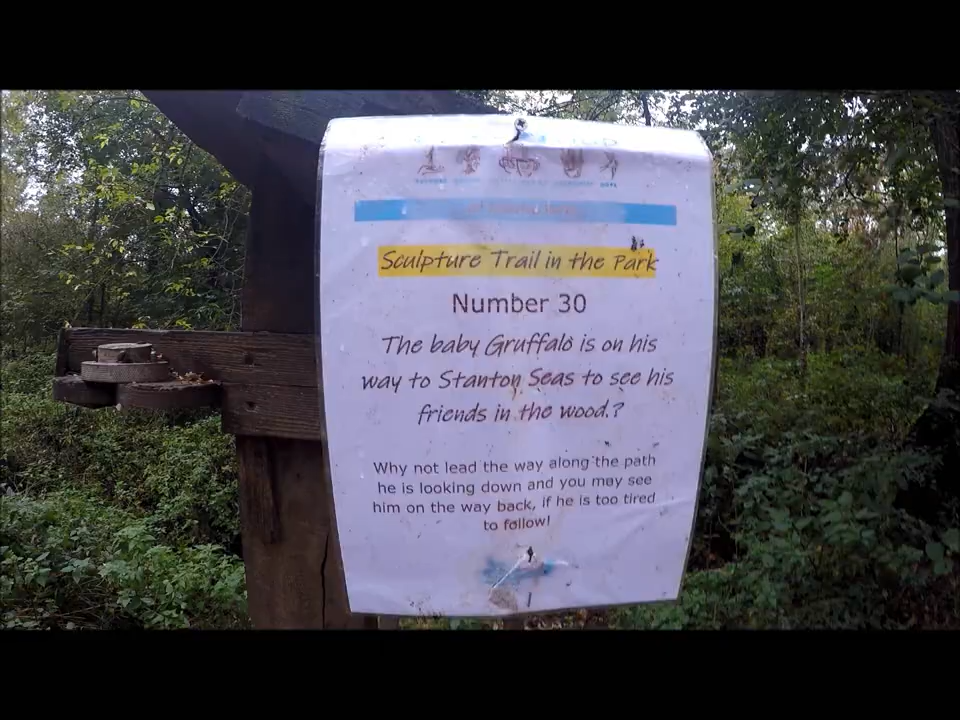 Sculpture Trail in the Park
Number 30
The baby Gruffalo is on his
way to Stanton Seas to see his
friends in the wood.?
Why not lead the way along the path
he is looking down and you may see
him on the way back, if he is too tired
to follow!